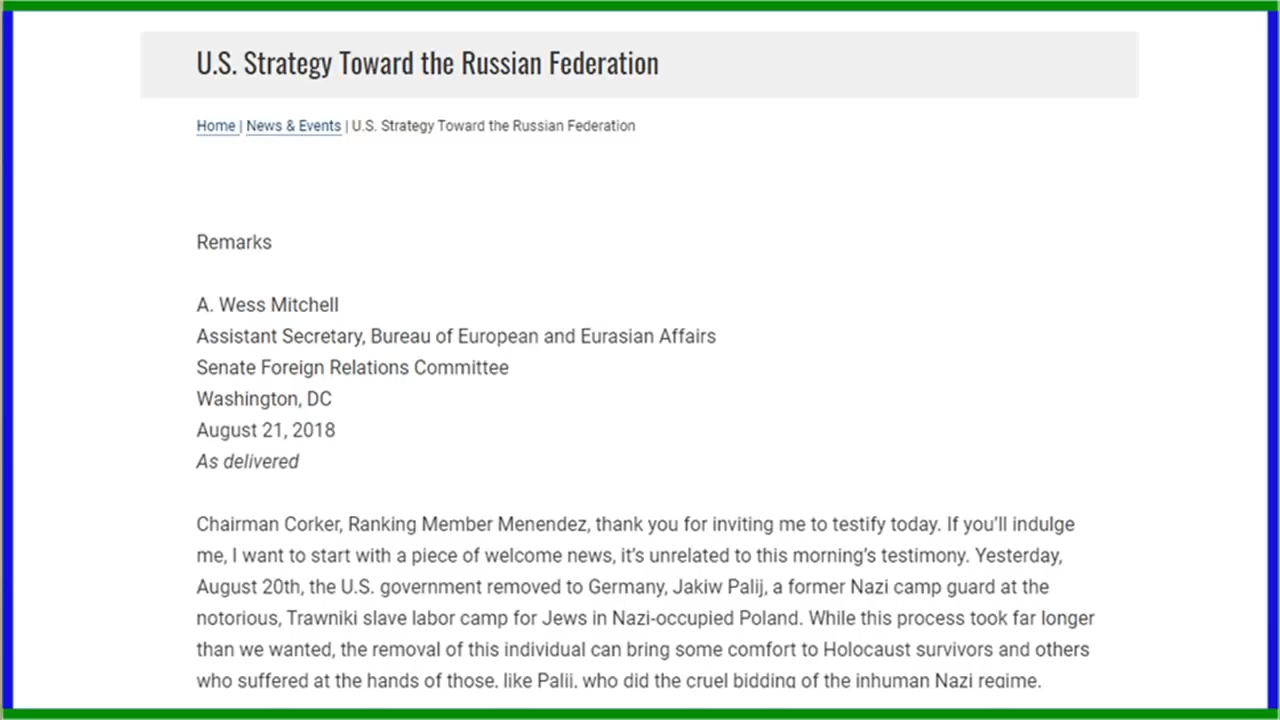 U.S. Strategy Toward the Russian Federation
Home | News & Events | U.S. Strategy Toward the Russian Federation
Remarks
A. Wess Mitchell
Assistant Secretary, Bureau of European and Eurasian Affairs
Senate Foreign Relations Committee
Washington, DC
August 21, 2018
As delivered
Chairman Corker, Ranking Member Menendez, thank you for inviting me to testify today. If you’ll indulge
me, I want to start with a piece of welcome news, it’s unrelated to this morning’s testimony. Yesterday,
August 20th, the U.S. government removed to Germany, Jakiw Palij, a former Nazi camp guard at the
notorious, Trawniki slave labor camp for Jews in Nazi-occupied Poland. While this process took far longer
than we wanted, the removal of this individual can bring some comfort to Holocaust survivors and others
who suffered at the hands of those, like Palij, who did the cruel bidding of the inhuman Nazi regime.